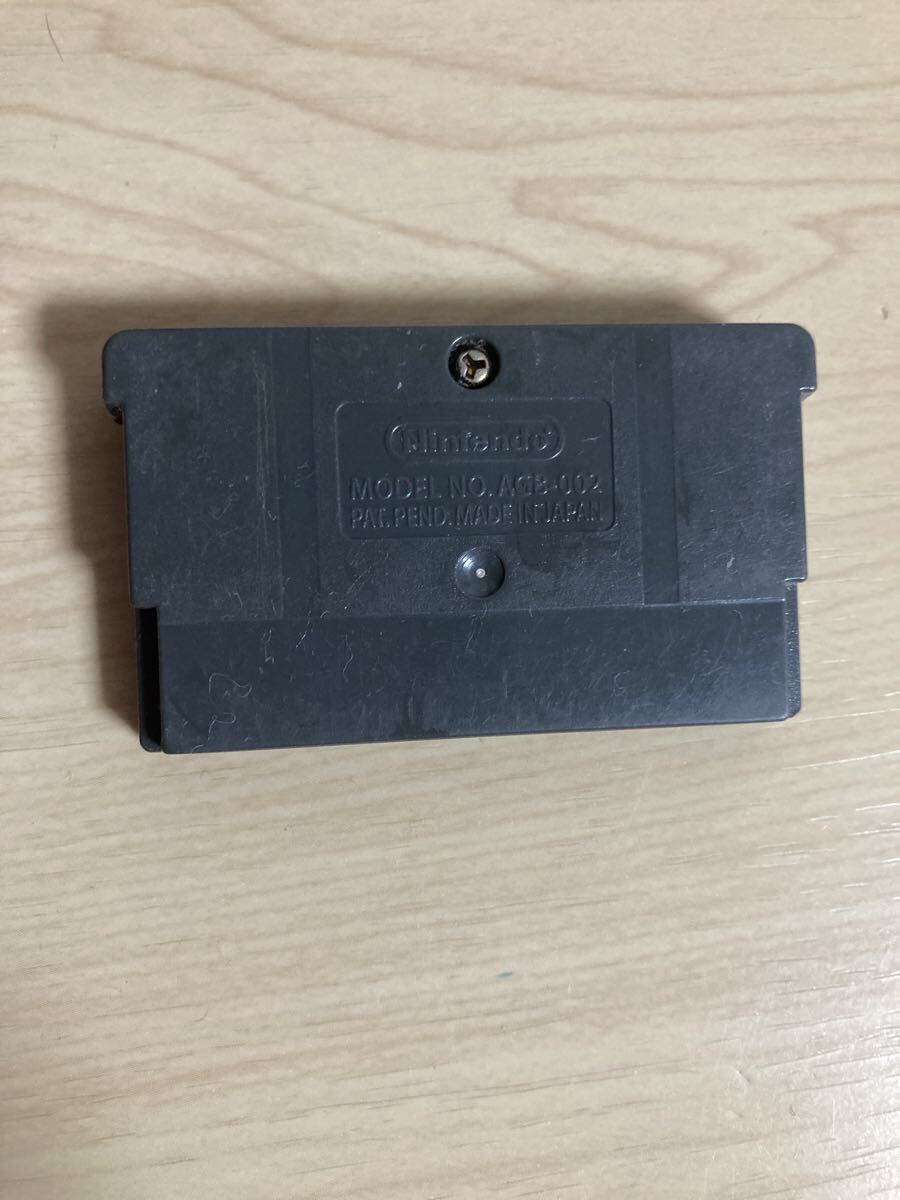 Nintendo
MODEL NO. AGB-002
PAT. PEND. MADE IN JAPAN